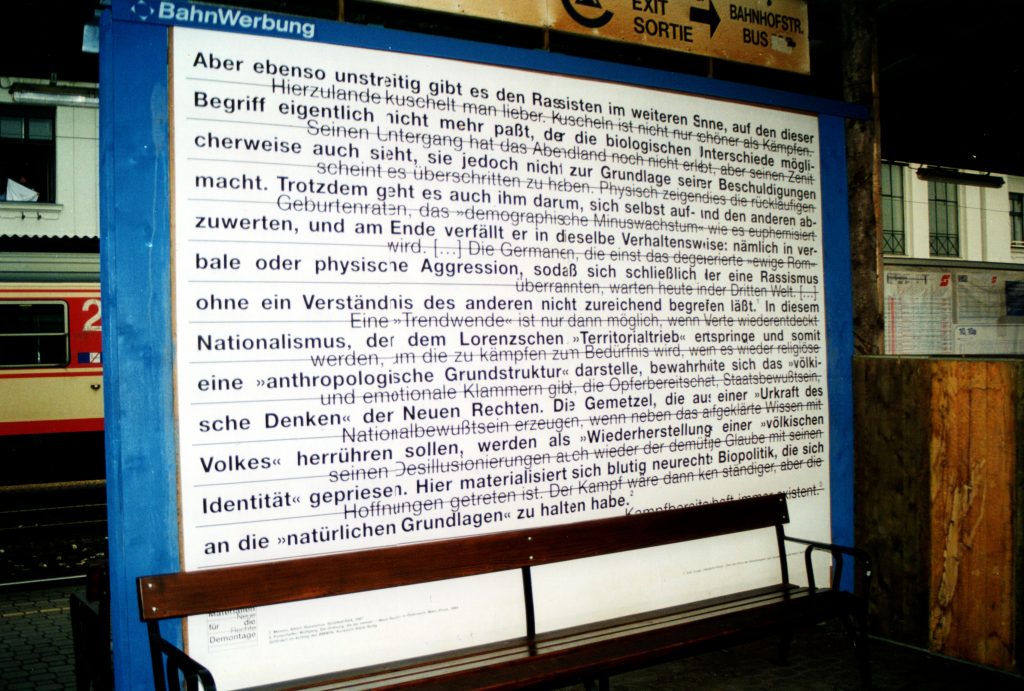 BahnWerbung
EXIT
SORTIE
BAHNHOFSTR.
BUS
2
Aber ebenso unstreitig gibt es den Rassisten im weiteren Snne, auf den dieser
Hierzulande kuschelt man lieber. Kuscheln ist nicht nur schöner als Kämpfen.
Begriff eigentlich nicht mehr paßt, der die biologischen Interschiede mögli-
Seinen Untergang hat das Abendland noch nicht erlebt, aber seinen Zenit
cherweise auch sieht, sie jedoch nicht zur Grundlage seiner Beschuldigungen
scheint es überschritten zu haben. Physisch zeigen dies die rückläufigen
macht. Trotzdem geht es auch ihm darum, sich selbst auf- und den anderen ab-
Geburtenraten, das »demographische Minuswachstum« wie es euphemisiert
zuwerten, und am Ende verfällt er in dieselbe Verhaltensweise: nämlich in ver-
wird. [...] Die Germanen, die einst das degenerierte »ewige Rom«
bale oder physische Aggression, sodaß sich schließlich der eine Rassismus
überrannten, warten heute in der Dritten Welt. [...]
ohne ein Verständnis des anderen nicht zureichend begreifen läßt.¹ In diesem
Eine »Trendwende« ist nur dann möglich, wenn Werte wiederentdeckt
Nationalismus, der dem Lorenzschen »Territorialtrieb« entspringe und somit
werden, um die zu kämpfen zum Bedürfnis wird, wenn es wieder religiöse
eine »anthropologische Grundstruktur« darstelle, bewahrheite sich das »völki-
und emotionale Klammern gibt, die Opferbereitschaft, Staatsbewußtsein,
sche Denken« der Neuen Rechten. Die Gemetzel, die aus einer »Urkraft des
Nationalbewußtsein erzeugen, wenn neben das aufgeklärte Wissen mit
Volkes« herrühren sollen, werden als »Wiederherstellung einer »völkischen
seinen Desillusionierungen auch wieder der demütige Glaube mit seinen
Identität« gepriesen. Hier materialisiert sich blutig neurechte Biopolitik, die sich
Hoffnungen getreten ist. Der Kampf wäre dann kein ständiger, aber die
an die »natürlichen Grundlagen« zu halten habe.²
Kampfbereitschaft immer existent.³
10, 10a
Materialien
für die
Rechte
Demontage